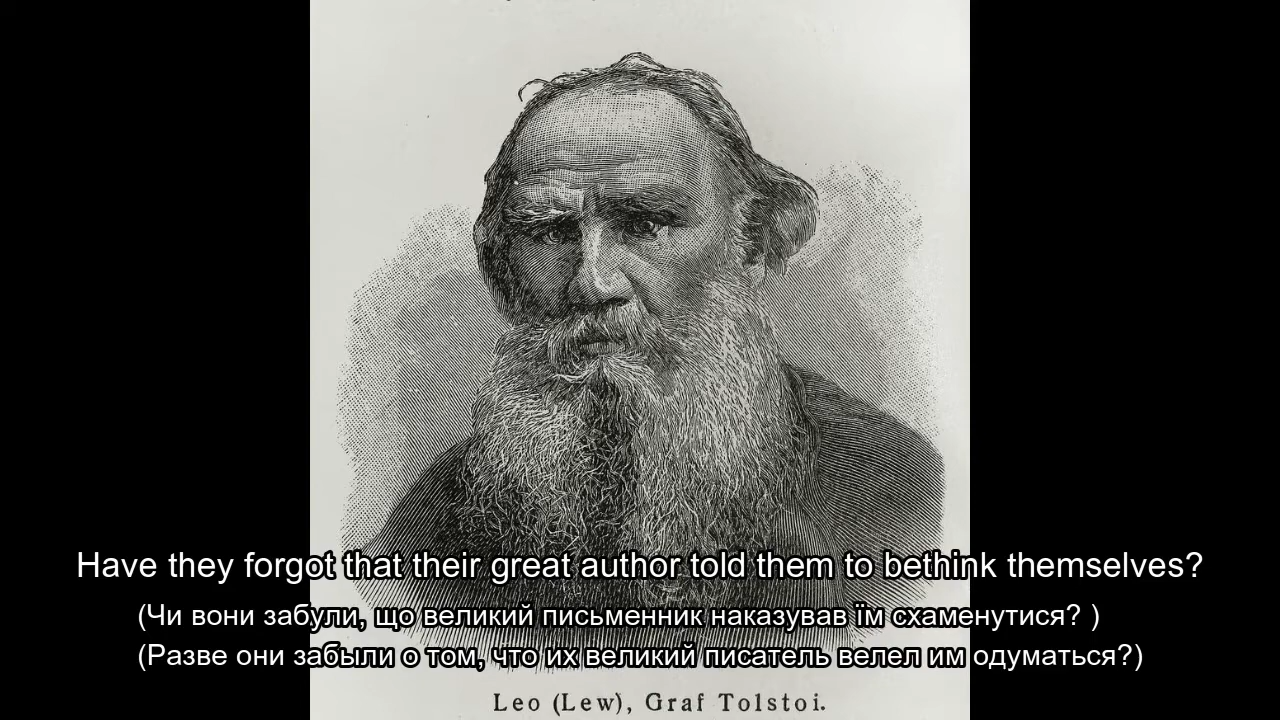 Have they forgot that their great author told them to bethink themselves?
(Чи вони забули, що великий письменник наказував їм схаменутися? )
(Разве они забыли о том, что их великий писатель велел им одуматься?)
Leo (Lew), Graf Tolstoi.